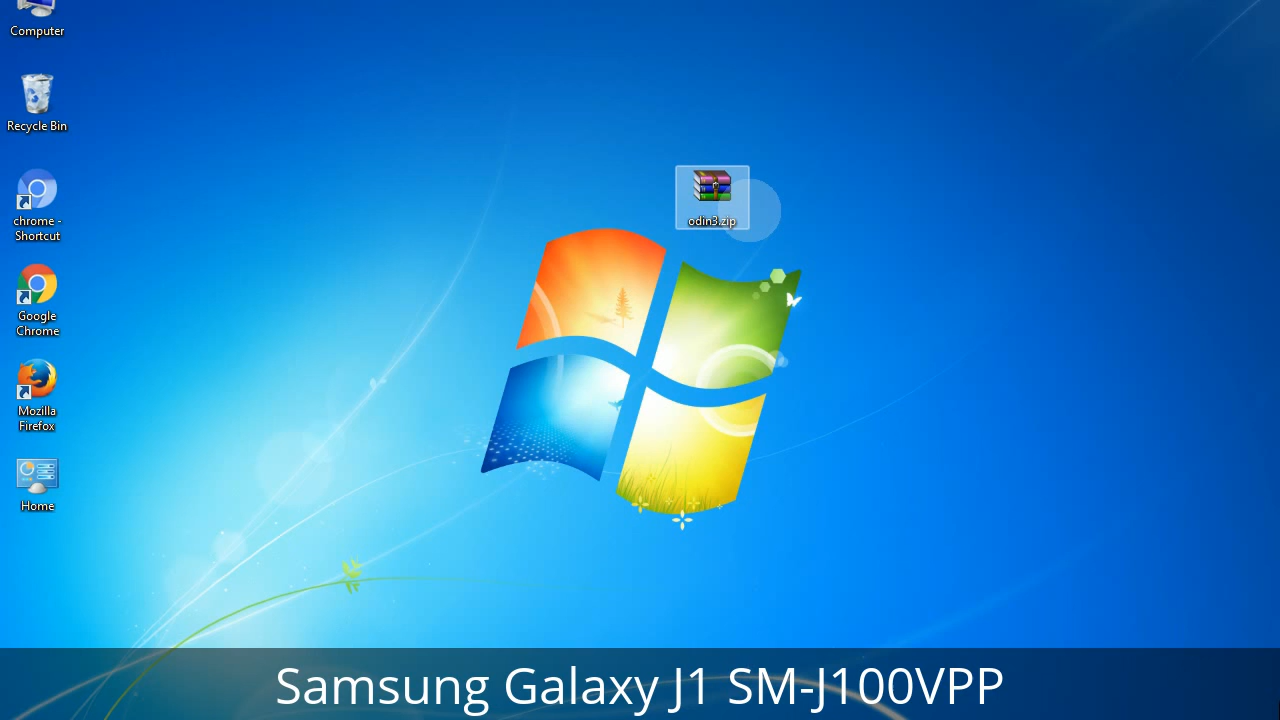 Computer
Recycle Bin
chrome -
Shortcut
Google
Chrome
Mozilla
Firefox
Home
odin3.zip
Samsung Galaxy J1 SM-J100VPP